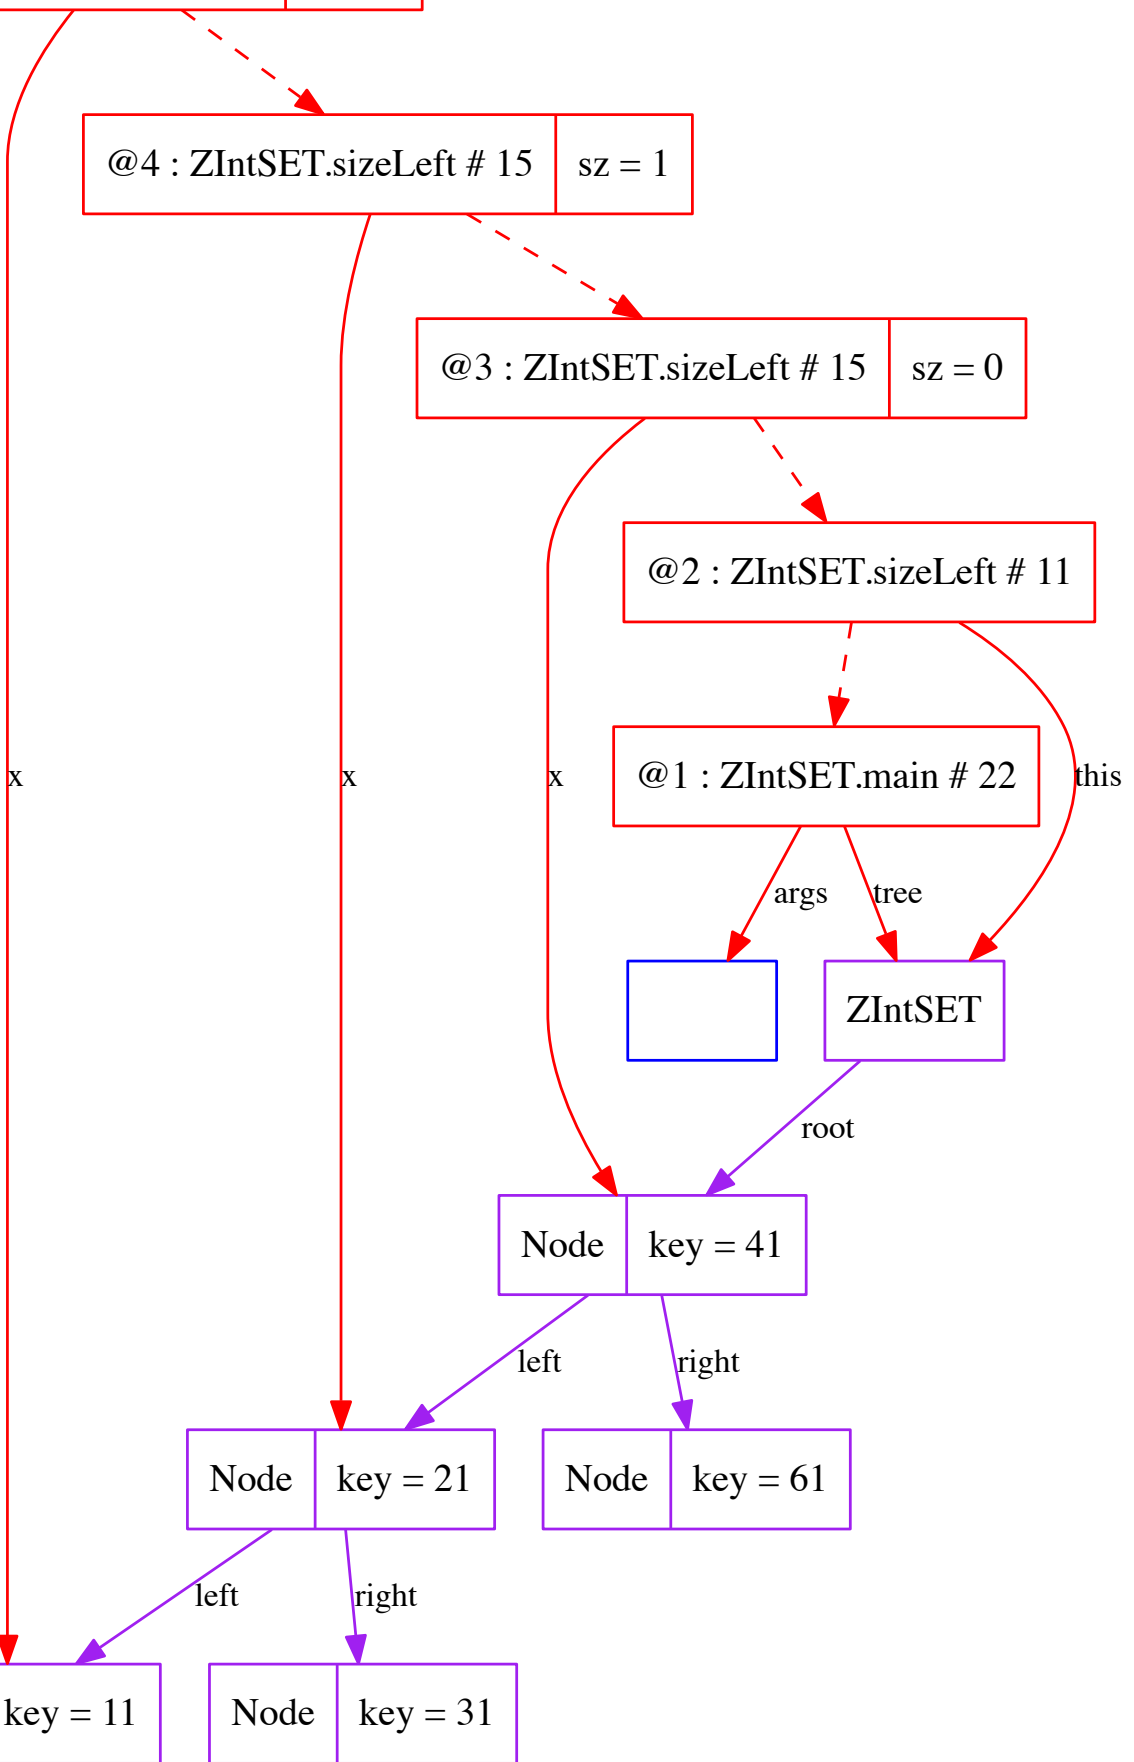 @4 : ZIntSET.sizeLeft # 15 sz = 1
@3 : ZIntSET.sizeLeft # 15 sz = 0
@2 : ZIntSET.sizeLeft # 11
x x x @1 : ZIntSET.main # 22 this
args tree
ZIntSET
root
Node key = 41
left right
Node key = 21 Node key = 61
left right
key = 11 Node key = 31